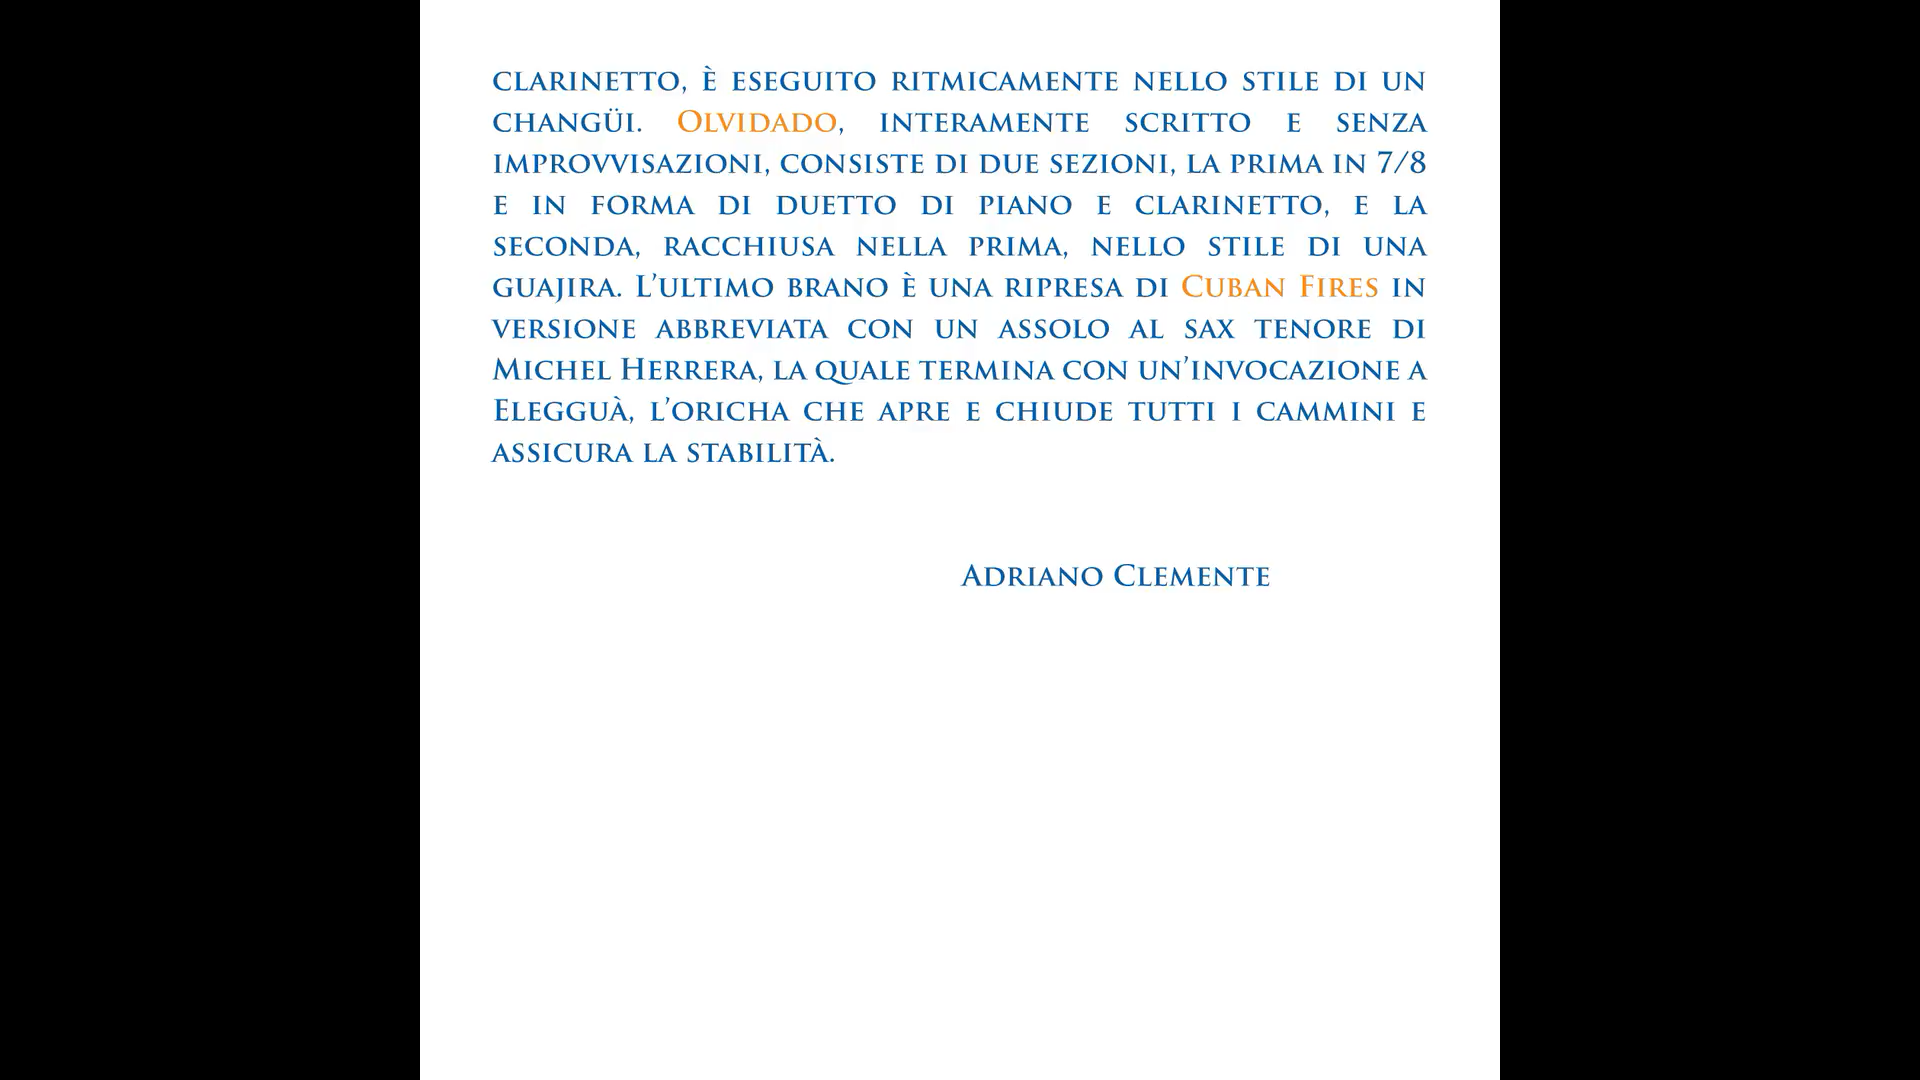 CLARINETTO, È ESEGUITO RITMICAMENTE NELLO STILE DI UN
CHANGÜI. OLVIDADO, INTERAMENTE SCRITTO E SENZA
IMPROVVISAZIONI, CONSISTE DI DUE SEZIONI, LA PRIMA IN 7/8
E IN FORMA DI DUETTO DI PIANO E CLARINETTO, E LA
SECONDA, RACCHIUSA NELLA PRIMA, NELLO STILE DI UNA
GUAJIRA. L’ULTIMO BRANO È UNA RIPRESA DI CUBAN FIRES IN
VERSIONE ABBREVIATA CON UN ASSOLO AL SAX TENORE DI
MICHEL HERRERA, LA QUALE TERMINA CON UN’INVOCAZIONE A
ELEGGUÀ, L’ORICHA CHE APRE E CHIUDE TUTTI I CAMMINI E
ASSICURA LA STABILITÀ.
ADRIANO CLEMENTE